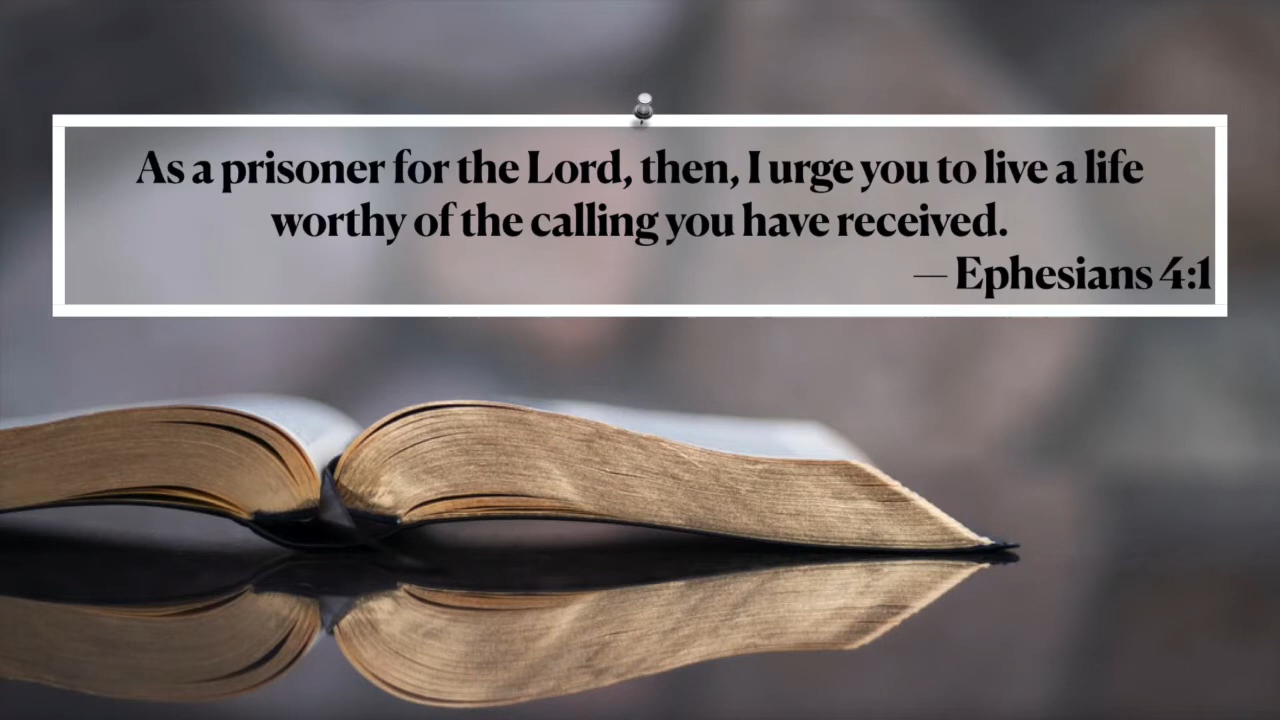 As a prisoner for the Lord, then, I urge you to live a life
worthy of the calling you have received.
— Ephesians 4:1